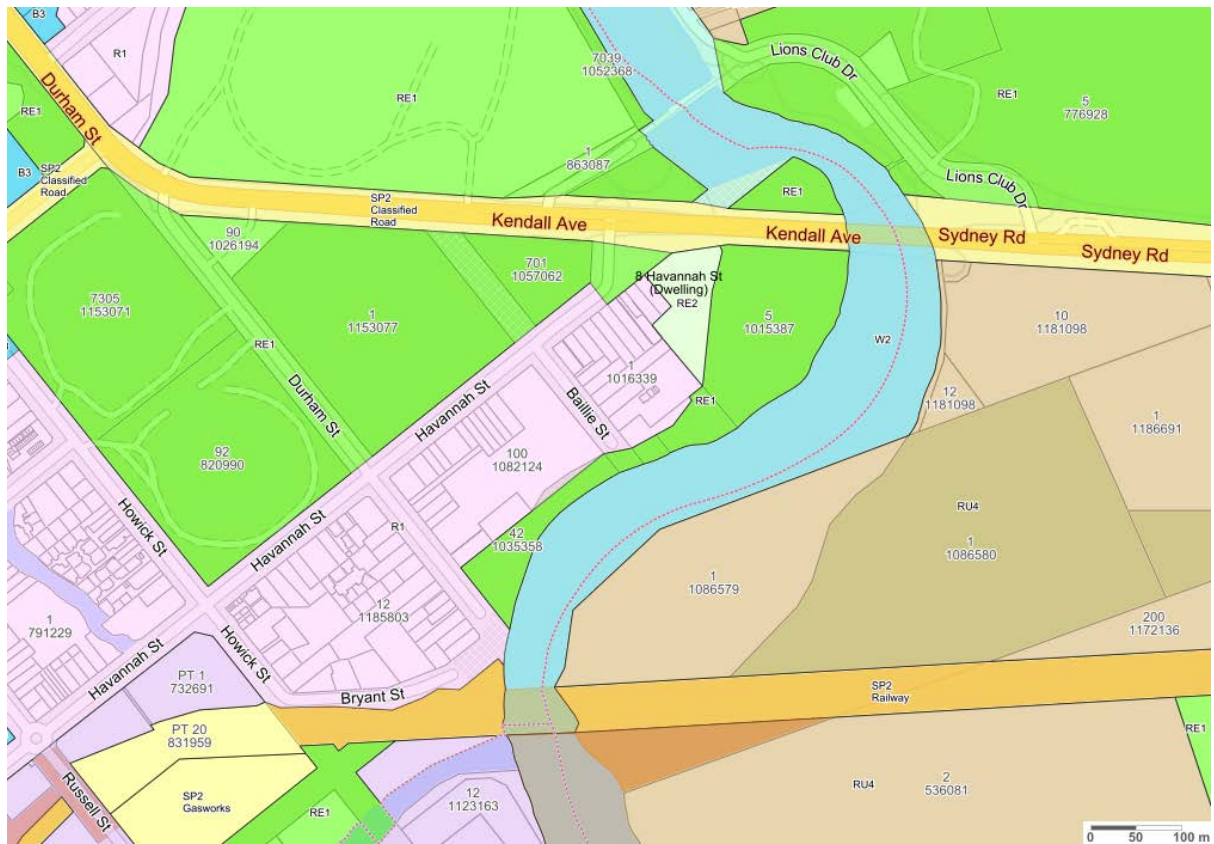 B3
R1
7039
1052368
Lions Club Dr
RE1
RE1
5
776928
Durham St
RE1
B3
SP2
Classified
Road
1
863087
Lions Club Dr
RE1
SP2
Classified
Road
Kendall Ave
Kendall Ave
Sydney Rd
Sydney Rd
90
1026194
701
1057062
8 Havannah St
(Dwelling)
RE2
7305
1153071
1
1153077
5
1015387
10
1181098
RE1
W2
1
1016339
RE1
12
1181098
1
1186691
Durham St
Havannah St
Baillie St
92
820990
100
1082124
RU4
Howick St
Havannah St
R1
42
1035358
1
1086580
1
1086579
12
1185803
1
791229
200
1172136
Havannah St
Howick St
PT 1
732691
Bryant St
SP2
Railway
PT 20
831959
RE1
Russell St
SP2
Gasworks
RE1
12
1123163
RU4
2
536081
0 50 100 m